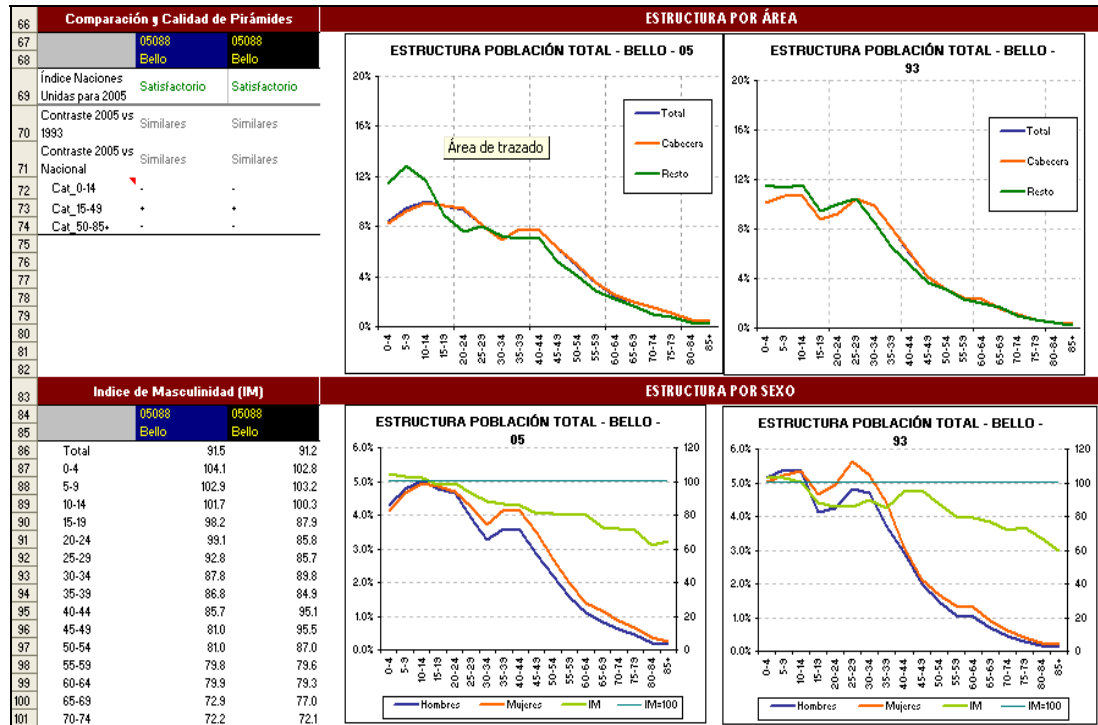 66 Comparación y Calidad de Pirámides ESTRUCTURA POR ÁREA
67 05088 05088
68 Bello Bello
69 Índice Naciones Unidas para 2005 Satisfactorio Satisfactorio
70 Contraste 2005 vs 1993 Similares Similares
71 Contraste 2005 vs Nacional Similares Similares
72 Cat_0-14 - -
73 Cat_15-49 + +
74 Cat_50-85+ - -
75
76
77
78
79
80
81
82
ESTRUCTURA POBLACIÓN TOTAL - BELLO - 05
20%
16%
12%
8%
4%
0%
Total
Cabecera
Resto
Área de trazado
0-4 5-9 10-14 15-19 20-24 25-29 30-34 35-39 40-44 45-49 50-54 55-59 60-64 65-69 70-74 75-79 80-84 85+
ESTRUCTURA POBLACIÓN TOTAL - BELLO -
93
20%
16%
12%
8%
4%
0%
Total
Cabecera
Resto
0-4 5-9 10-14 15-19 20-24 25-29 30-34 35-39 40-44 45-49 50-54 55-59 60-64 65-69 70-74 75-79 80-84 85+
83 Indice de Masculinidad (IM) ESTRUCTURA POR SEXO
84 05088 05088
85 Bello Bello
86 Total 91.5 91.2
87 0-4 104.1 102.8
88 5-9 102.9 103.2
89 10-14 101.7 100.3
90 15-19 98.2 87.9
91 20-24 99.1 85.8
92 25-29 92.8 85.7
93 30-34 87.8 89.8
94 35-39 86.8 84.9
95 40-44 85.7 95.1
96 45-49 81.0 95.5
97 50-54 81.0 87.0
98 55-59 79.8 79.6
99 60-64 79.9 79.3
100 65-69 72.9 77.0
101 70-74 72.2 72.1
ESTRUCTURA POBLACIÓN TOTAL - BELLO -
05
6.0% 120
5.0% 100
4.0% 80
3.0% 60
2.0% 40
1.0% 20
0.0% 0
0-4 5-9 10-14 15-19 20-24 25-29 30-34 35-39 40-44 45-49 50-54 55-59 60-64 65-69 70-74 75-79 80-84 85+
Hombres Mujeres IM IM=100
ESTRUCTURA POBLACIÓN TOTAL - BELLO -
93
6.0% 120
5.0% 100
4.0% 80
3.0% 60
2.0% 40
1.0% 20
0.0% 0
0-4 5-9 10-14 15-19 20-24 25-29 30-34 35-39 40-44 45-49 50-54 55-59 60-64 65-69 70-74 75-79 80-84 85+
Hombres Mujeres IM IM=100